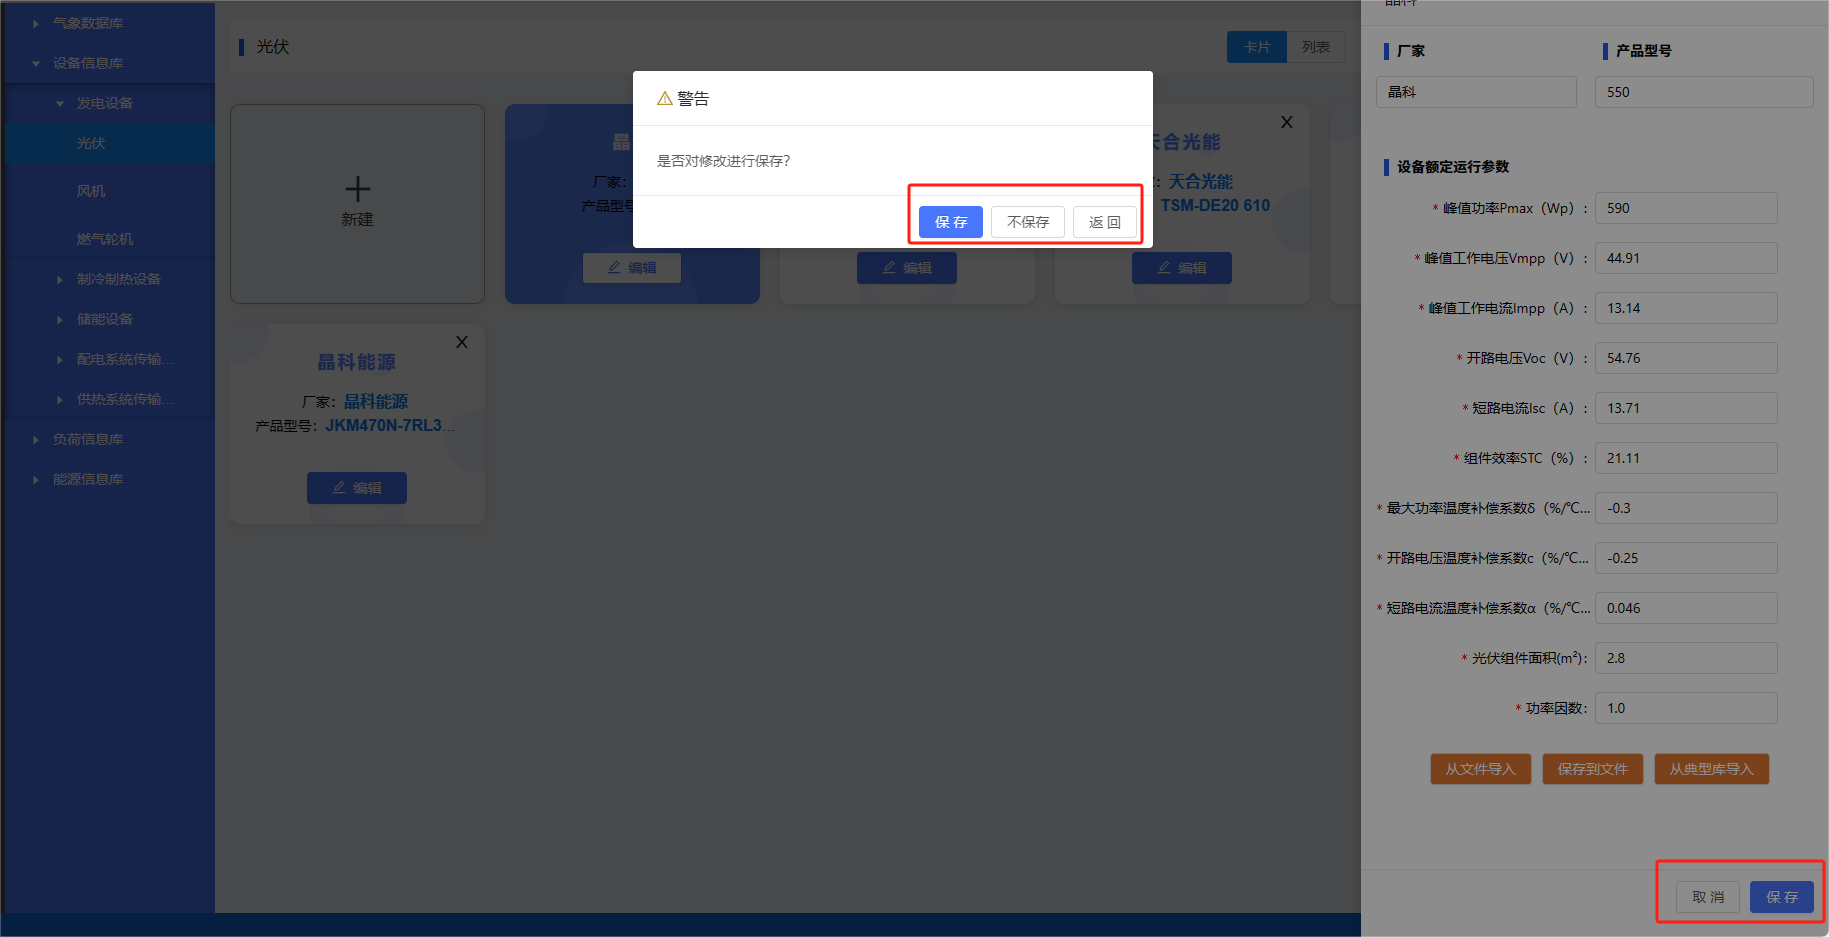 气象数据库
设备信息库
发电设备
光伏
风机
燃气轮机
制冷制热设备
储能设备
配电系统传输...
供热系统传输...
负荷信息库
能源信息库
光伏
卡片
列表
新建
晶
厂家：
产品型号
编辑
编辑
X
天合光能
：天合光能
TSM-DE20 610
编辑
X
晶科能源
厂家：晶科能源
产品型号：JKM470N-7RL3...
编辑
警告
是否对修改进行保存？
保 存
不保存
返 回
晶科
厂家
产品型号
晶科
550
设备额定运行参数
* 峰值功率Pmax（Wp）： 590
* 峰值工作电压Vmpp（V）： 44.91
* 峰值工作电流Impp（A）： 13.14
* 开路电压Voc（V）： 54.76
* 短路电流Isc（A）： 13.71
* 组件效率STC（%）： 21.11
* 最大功率温度补偿系数δ（%/℃... -0.3
* 开路电压温度补偿系数c（%/℃... -0.25
* 短路电流温度补偿系数α（%/℃... 0.046
* 光伏组件面积(m²)： 2.8
* 功率因数： 1.0
从文件导入
保存到文件
从典型库导入
取 消
保 存